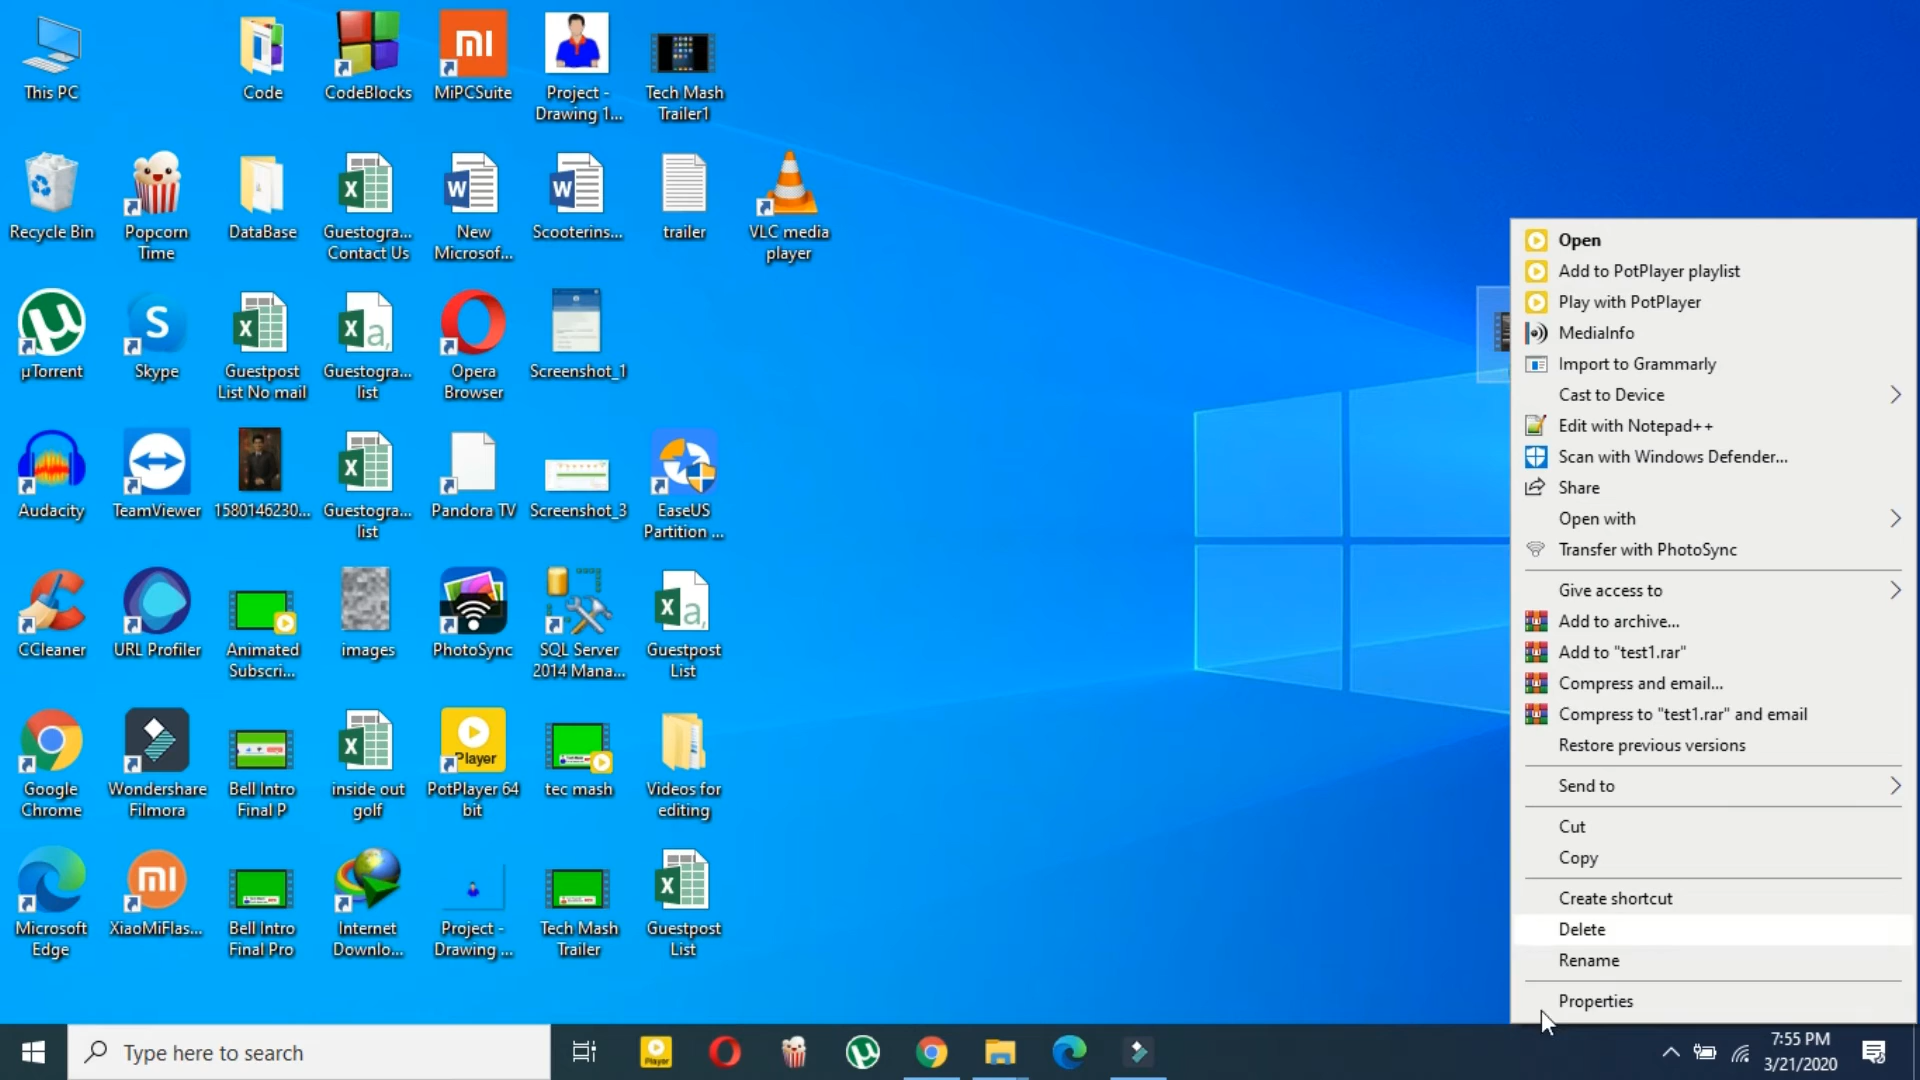 This PC
Code
CodeBlocks
MiPCSuite
Project -
Drawing 1...
Tech Mash
Trailer1
Recycle Bin
Popcorn
Time
DataBase
Guestogra...
Contact Us
New
Microsof...
Scooterins...
trailer
VLC media
player
µTorrent
Skype
Guestpost
List No mail
Guestogra...
list
Opera
Browser
Screenshot_1
Audacity
TeamViewer
1580146230...
Guestogra...
list
Pandora TV
Screenshot_3
EaseUS
Partition ...
CCleaner
URL Profiler
Animated
Subscri...
images
PhotoSync
SQL Server
2014 Mana...
Guestpost
List
Google
Chrome
Wondershare
Filmora
Bell Intro
Final P
inside out
golf
Player
PotPlayer 64
bit
tec mash
Videos for
editing
Microsoft
Edge
XiaoMiFlas...
Bell Intro
Final Pro
Internet
Downlo...
Project -
Drawing ...
Tech Mash
Trailer
Guestpost
List
Open
Add to PotPlayer playlist
Play with PotPlayer
MediaInfo
Import to Grammarly
Cast to Device
Edit with Notepad++
Scan with Windows Defender...
Share
Open with
Transfer with PhotoSync
Give access to
Add to archive...
Add to "test1.rar"
Compress and email...
Compress to "test1.rar" and email
Restore previous versions
Send to
Cut
Copy
Create shortcut
Delete
Rename
Properties
Type here to search
Player
7:55 PM
3/21/2020